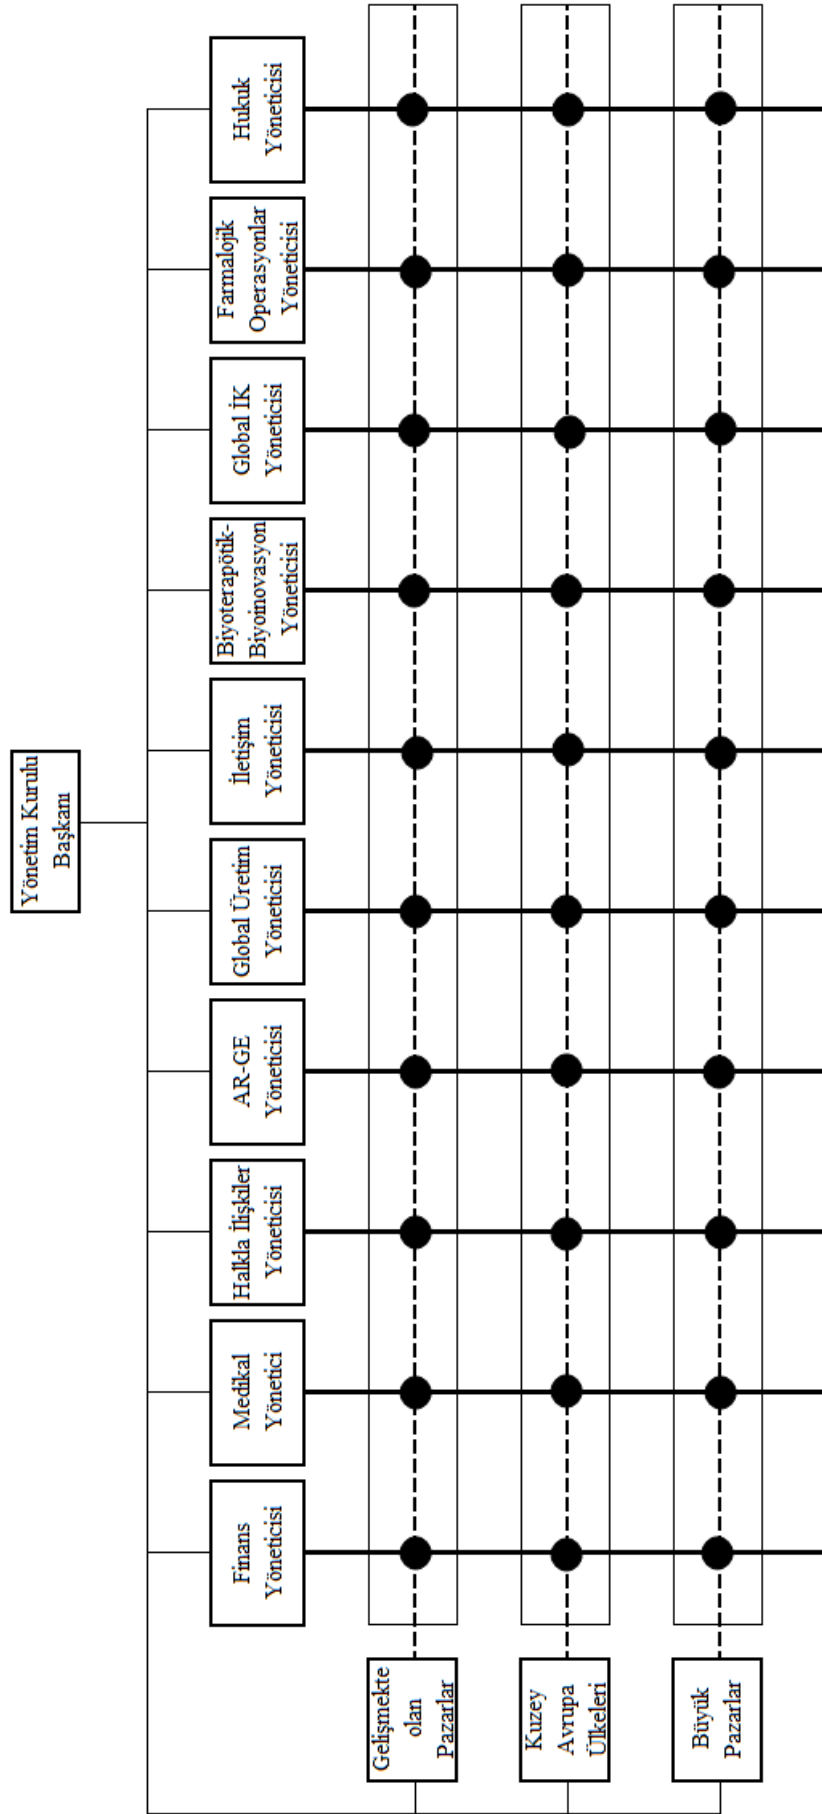 Yönetim Kurulu
Başkanı
Finans
Yöneticisi
Medikal
Yönetici
Halkla İlişkiler
Yöneticisi
AR-GE
Yöneticisi
Global Üretim
Yöneticisi
İletişim
Yöneticisi
Biyoterapötik-
Biyoinovasyon
Yöneticisi
Global İK
Yöneticisi
Farmalojik
Operasyonlar
Yöneticisi
Hukuk
Yöneticisi
Gelişmekte
olan
Pazarlar
Kuzey
Avrupa
Ülkeleri
Büyük
Pazarlar